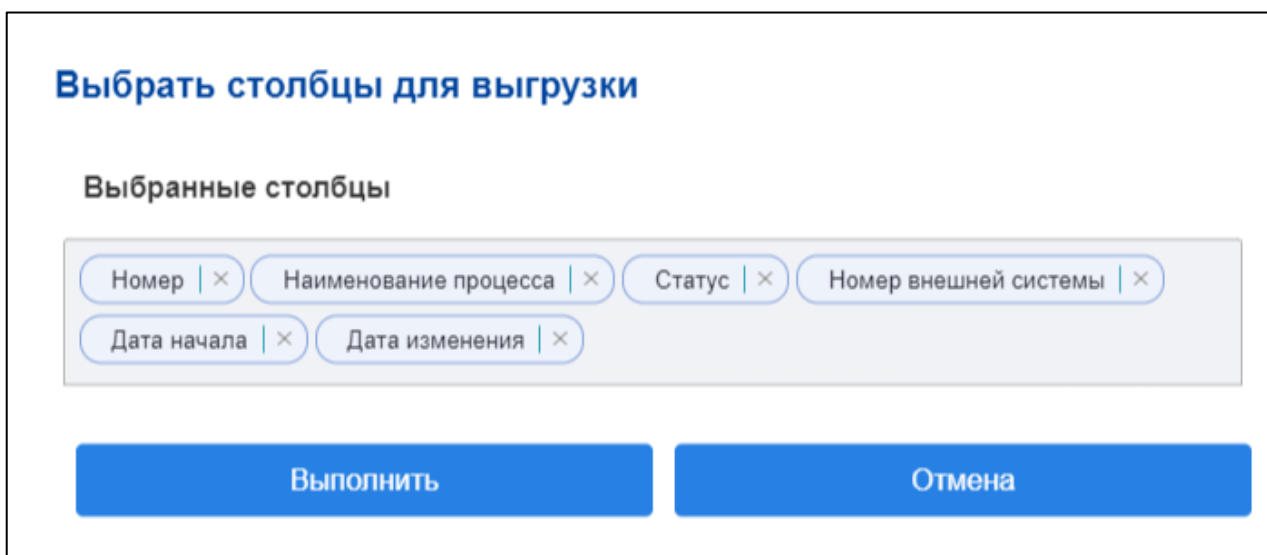 Выбрать столбцы для выгрузки
Выбранные столбцы
Номер Наименование процесса Статус Номер внешней системы
Дата начала Дата изменения
Выполнить Отмена